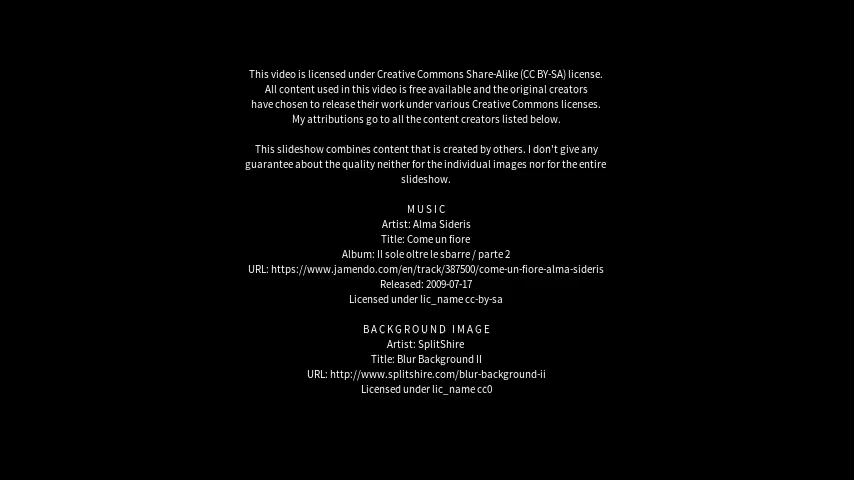 This video is licensed under Creative Commons Share-Alike (CC BY-SA) license.
All content used in this video is free available and the original creators
have chosen to release their work under various Creative Commons licenses.
My attributions go to all the content creators listed below.
This slideshow combines content that is created by others. I don't give any
guarantee about the quality neither for the individual images nor for the entire
slideshow.
MUSIC
Artist: Alma Sideris
Title: Come un fiore
Album: Il sole oltre le sbarre / parte 2
URL: https://www.jamendo.com/en/track/387500/come-un-fiore-alma-sideris
Released: 2009-07-17
Licensed under lic_name cc-by-sa
BACKGROUND IMAGE
Artist: SplitShire
Title: Blur Background II
URL: http://www.splitshire.com/blur-background-ii
Licensed under lic_name cc0